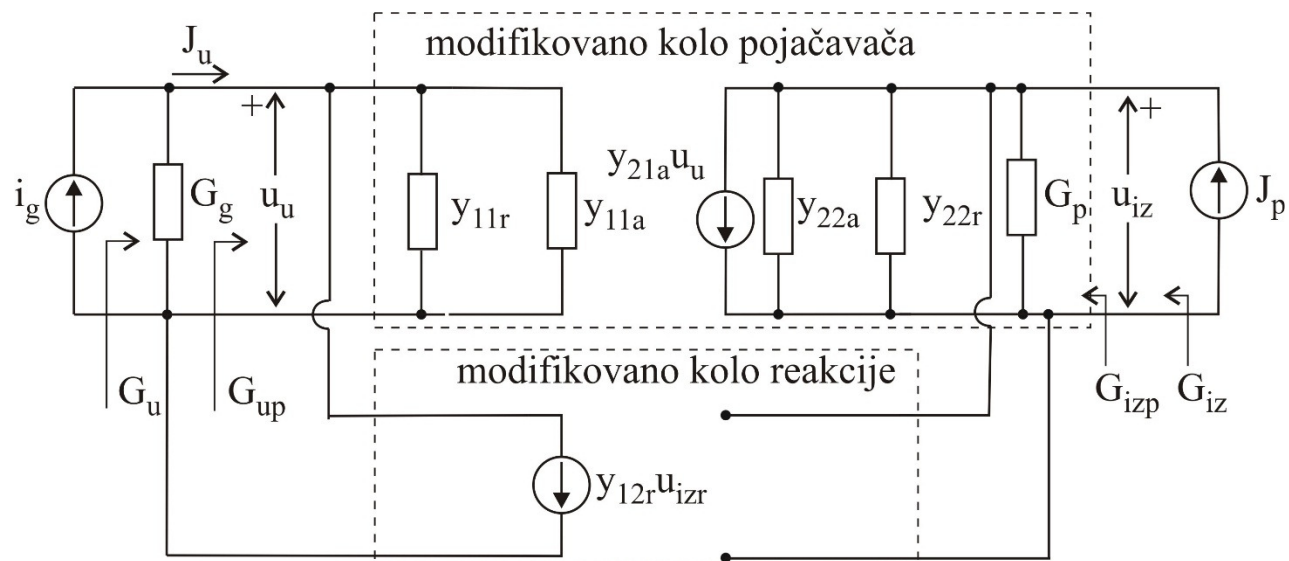 modifikovano kolo pojačavača
J_u
+
i_g
G_g
u_u
y_11r
y_11a
y_21a u_u
y_22a
y_22r
G_p
+
u_iz
J_p
G_u
G_up
G_izp
G_iz
modifikovano kolo reakcije
y_12r u_izr